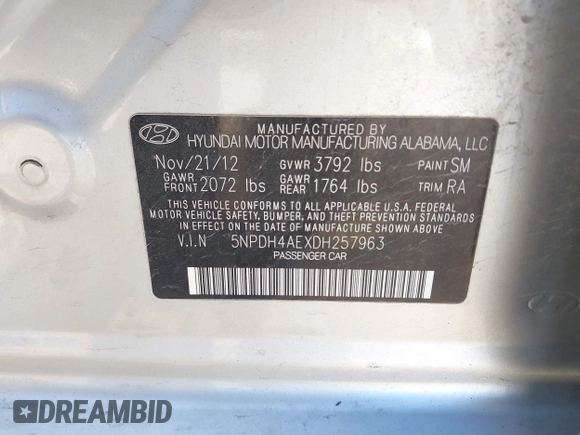 MANUFACTURED BY
HYUNDAI MOTOR MANUFACTURING ALABAMA, LLC
Nov/21/12 GVWR 3792 lbs PAINT SM
GAWR FRONT 2072 lbs GAWR REAR 1764 lbs TRIM RA
THIS VEHICLE CONFORMS TO ALL APPLICABLE U.S.A. FEDERAL
MOTOR VEHICLE SAFETY, BUMPER, AND THEFT PREVENTION
STANDARDS IN EFFECT ON THE DATE OF MANUFACTURE SHOWN ABOVE
V.I.N 5NPDH4AEXDH257963
PASSENGER CAR
DREAMBID